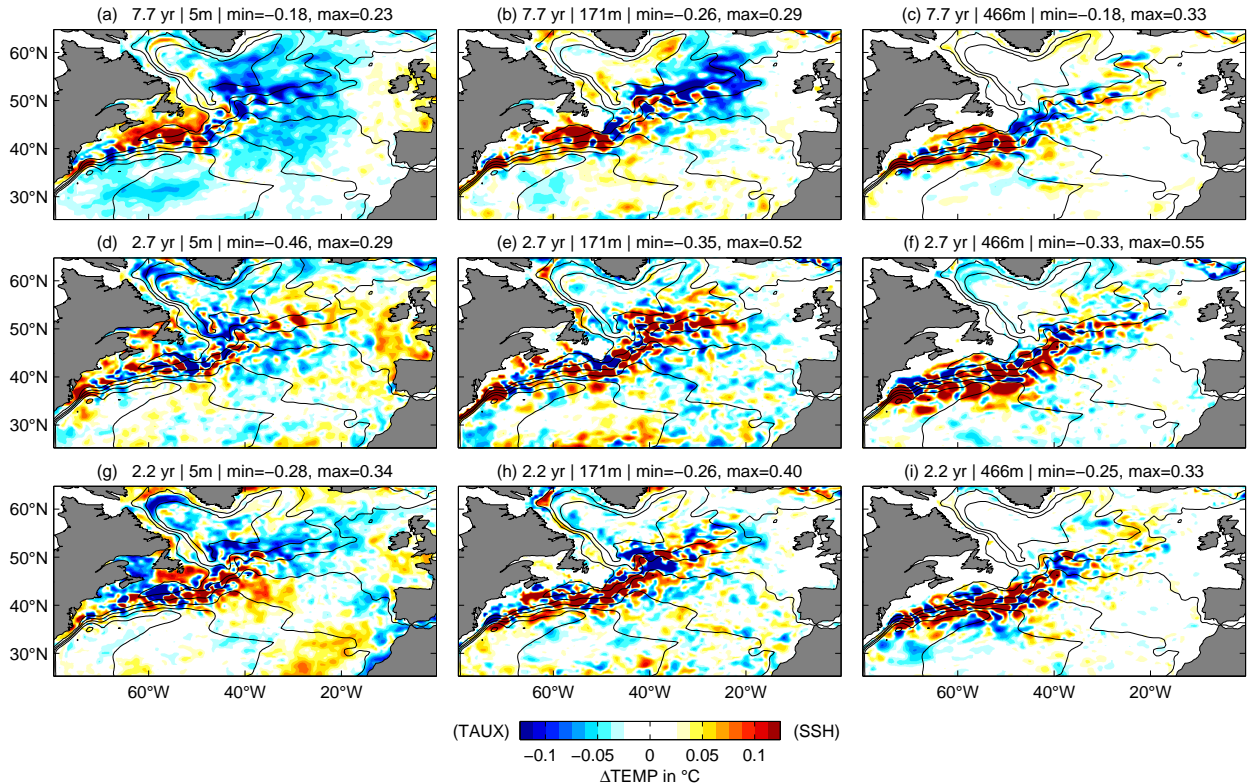 (a) 7.7 yr | 5m | min=−0.18, max=0.23
(b) 7.7 yr | 171m | min=−0.26, max=0.29
(c) 7.7 yr | 466m | min=−0.18, max=0.33
60°N
50°N
40°N
30°N
(d) 2.7 yr | 5m | min=−0.46, max=0.29
(e) 2.7 yr | 171m | min=−0.35, max=0.52
(f) 2.7 yr | 466m | min=−0.33, max=0.55
60°N
50°N
40°N
30°N
(g) 2.2 yr | 5m | min=−0.28, max=0.34
(h) 2.2 yr | 171m | min=−0.26, max=0.40
(i) 2.2 yr | 466m | min=−0.25, max=0.33
60°N
50°N
40°N
30°N
60°W 40°W 20°W
60°W 40°W 20°W
60°W 40°W 20°W
(TAUX) (SSH)
−0.1 −0.05 0 0.05 0.1
ΔTEMP in °C